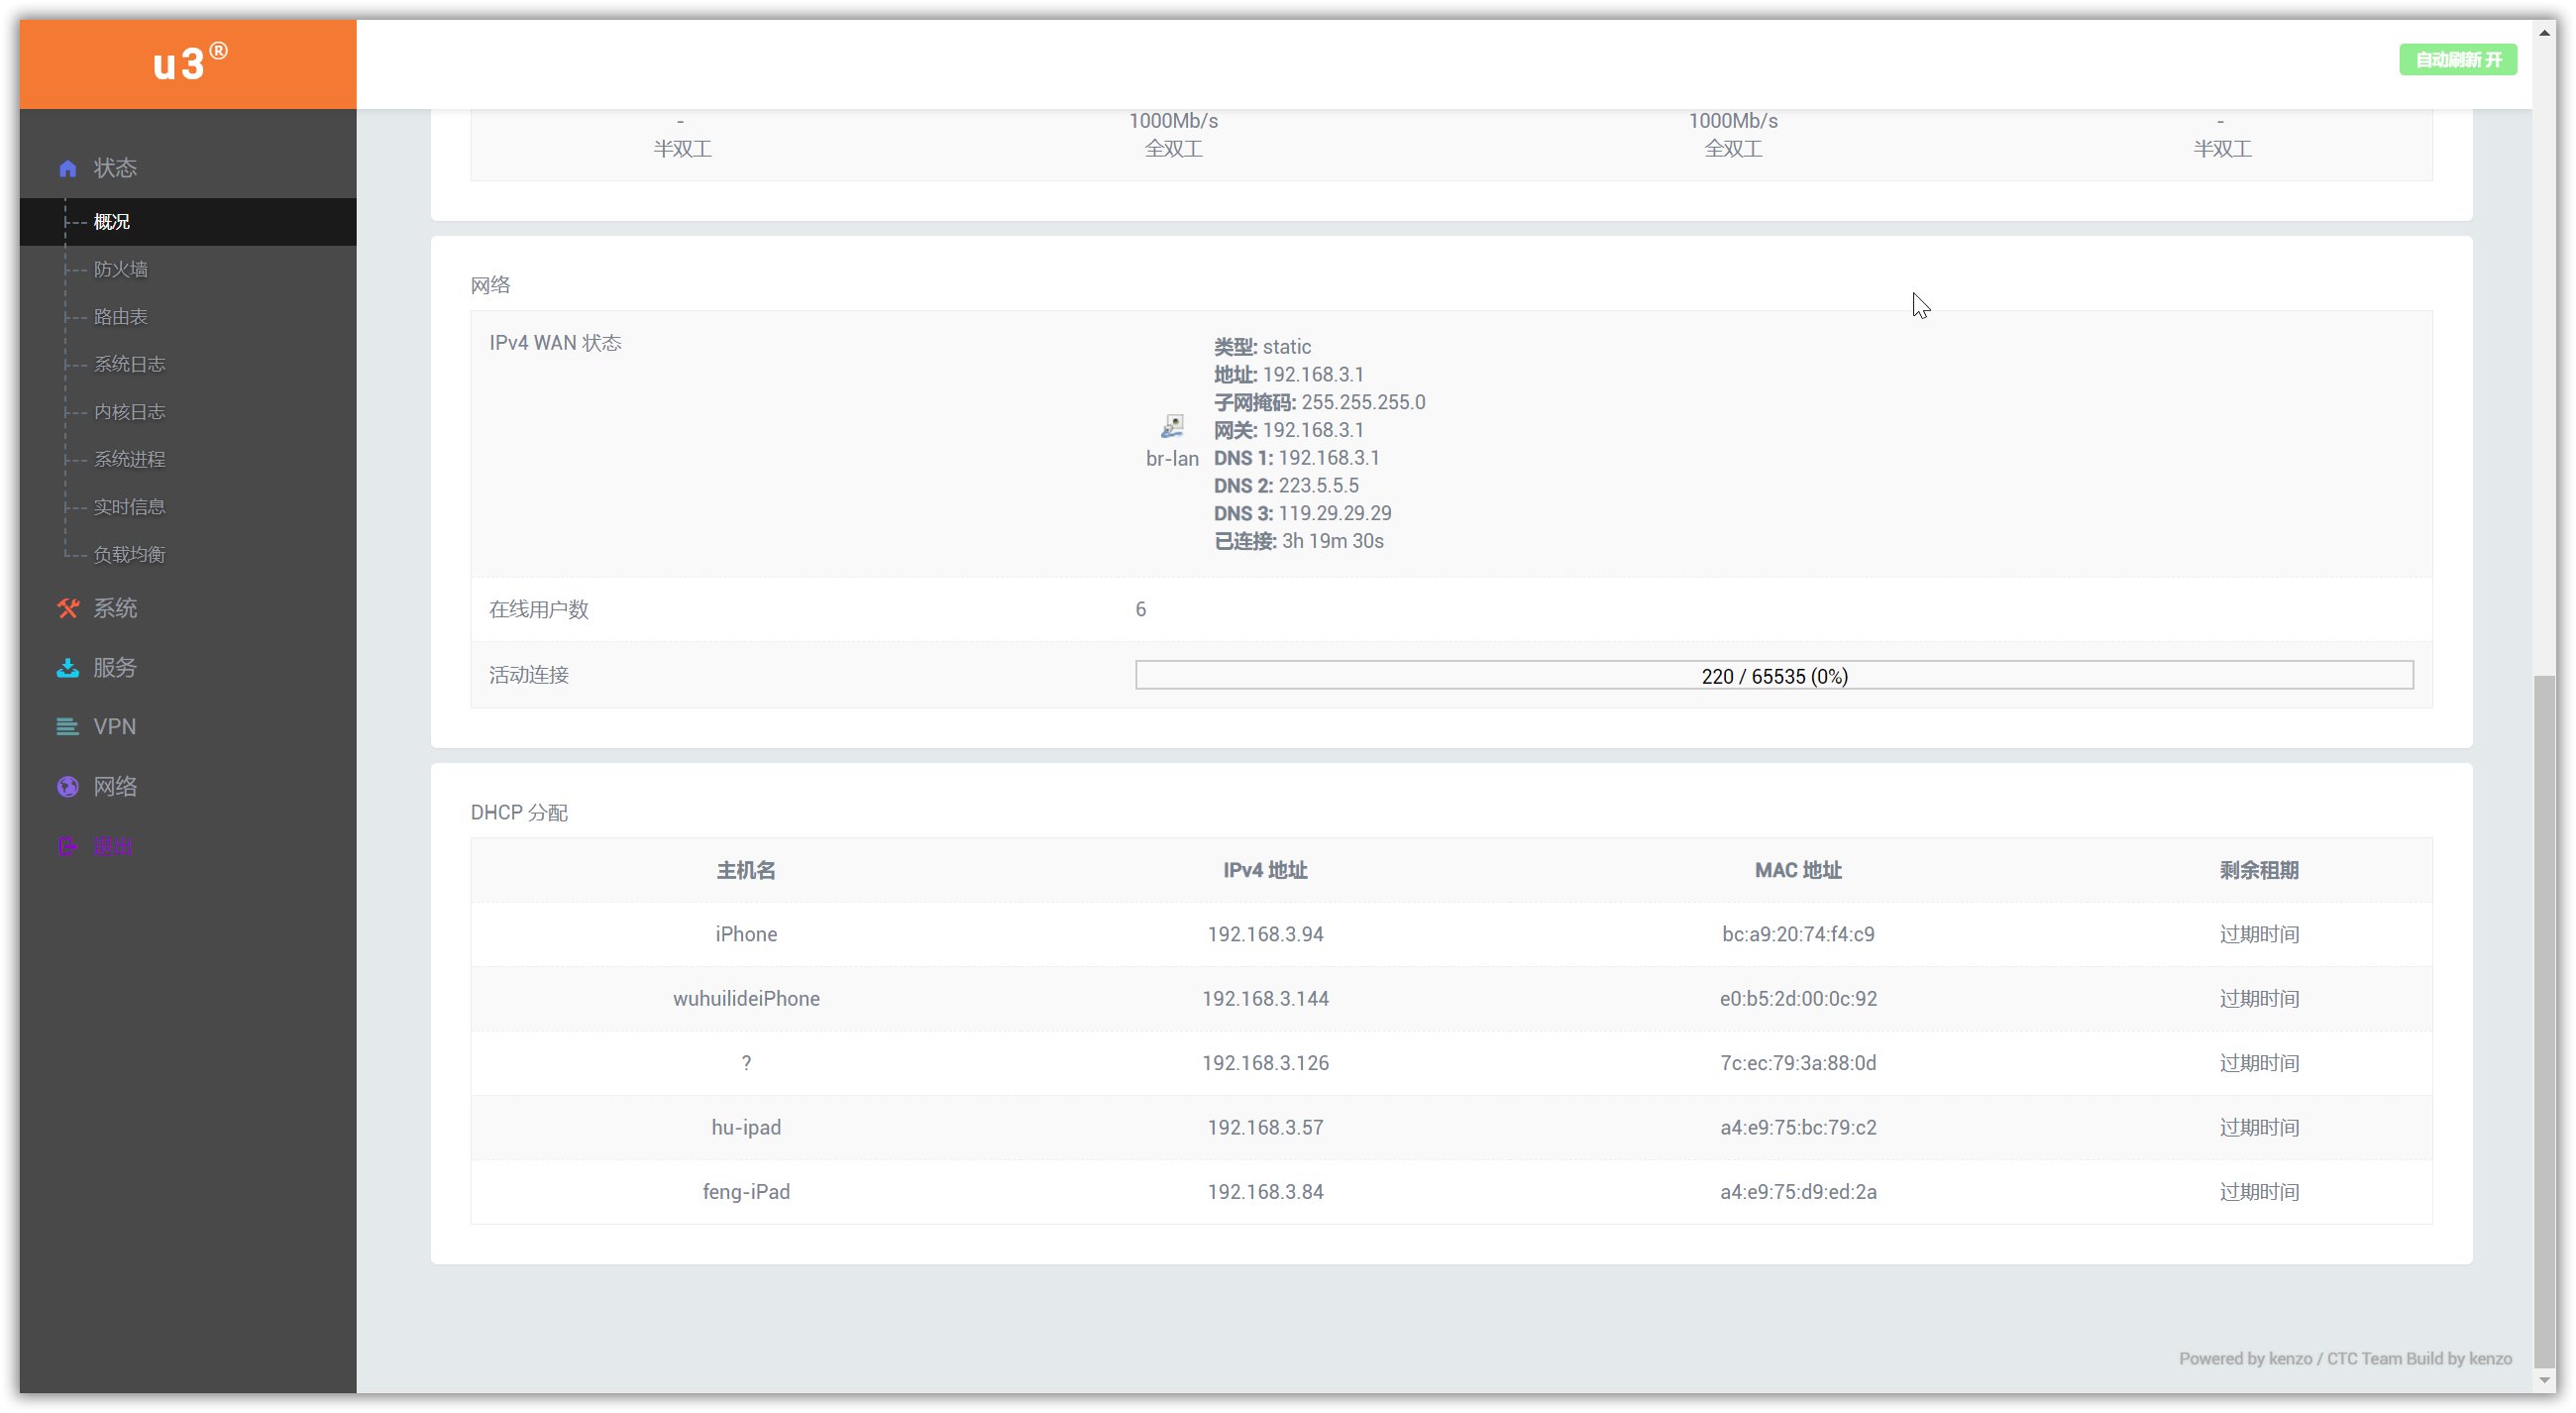 u3®
自动刷新 开
状态
概况
防火墙
路由表
系统日志
内核日志
系统进程
实时信息
负载均衡
系统
服务
VPN
网络
退出
- 1000Mb/s 1000Mb/s -
半双工 全双工 全双工 半双工
网络
IPv4 WAN 状态
br-lan
类型: static
地址: 192.168.3.1
子网掩码: 255.255.255.0
网关: 192.168.3.1
DNS 1: 192.168.3.1
DNS 2: 223.5.5.5
DNS 3: 119.29.29.29
已连接: 3h 19m 30s
在线用户数 6
活动连接 220 / 65535 (0%)
DHCP 分配
主机名 IPv4 地址 MAC 地址 剩余租期
iPhone 192.168.3.94 bc:a9:20:74:f4:c9 过期时间
wuhuilideiPhone 192.168.3.144 e0:b5:2d:00:0c:92 过期时间
? 192.168.3.126 7c:ec:79:3a:88:0d 过期时间
hu-ipad 192.168.3.57 a4:e9:75:bc:79:c2 过期时间
feng-iPad 192.168.3.84 a4:e9:75:d9:ed:2a 过期时间
Powered by kenzo / CTC Team Build by kenzo